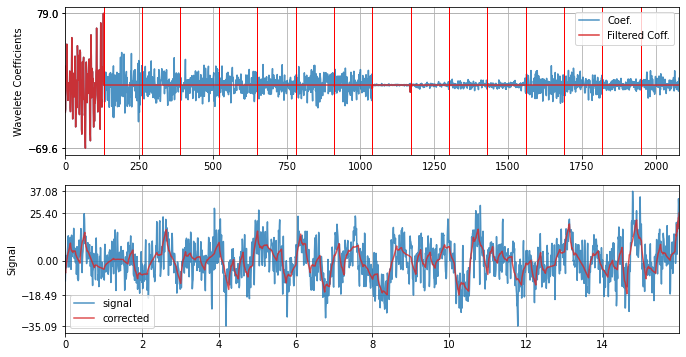 79.0
Coef.
Filtered Coff.
Wavelete Coefficients
−69.6
0 250 500 750 1000 1250 1500 1750 2000
37.08
25.40
0.00
−18.49
−35.09
Signal
signal
corrected
0 2 4 6 8 10 12 14